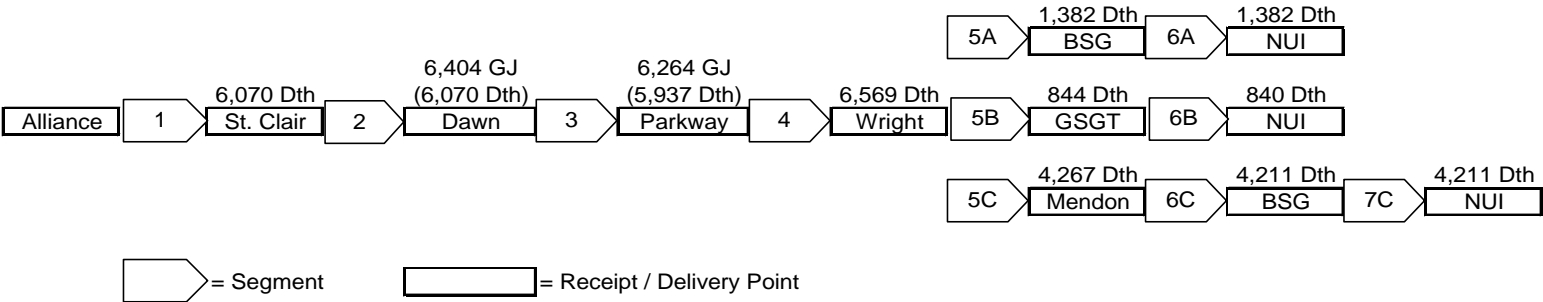 1,382 Dth 1,382 Dth
5A BSG 6A NUI
6,404 GJ 6,264 GJ
6,070 Dth (6,070 Dth) (5,937 Dth) 6,569 Dth 844 Dth 840 Dth
Alliance 1 St. Clair 2 Dawn 3 Parkway 4 Wright 5B GSGT 6B NUI
4,267 Dth 4,211 Dth 4,211 Dth
5C Mendon 6C BSG 7C NUI
= Segment = Receipt / Delivery Point